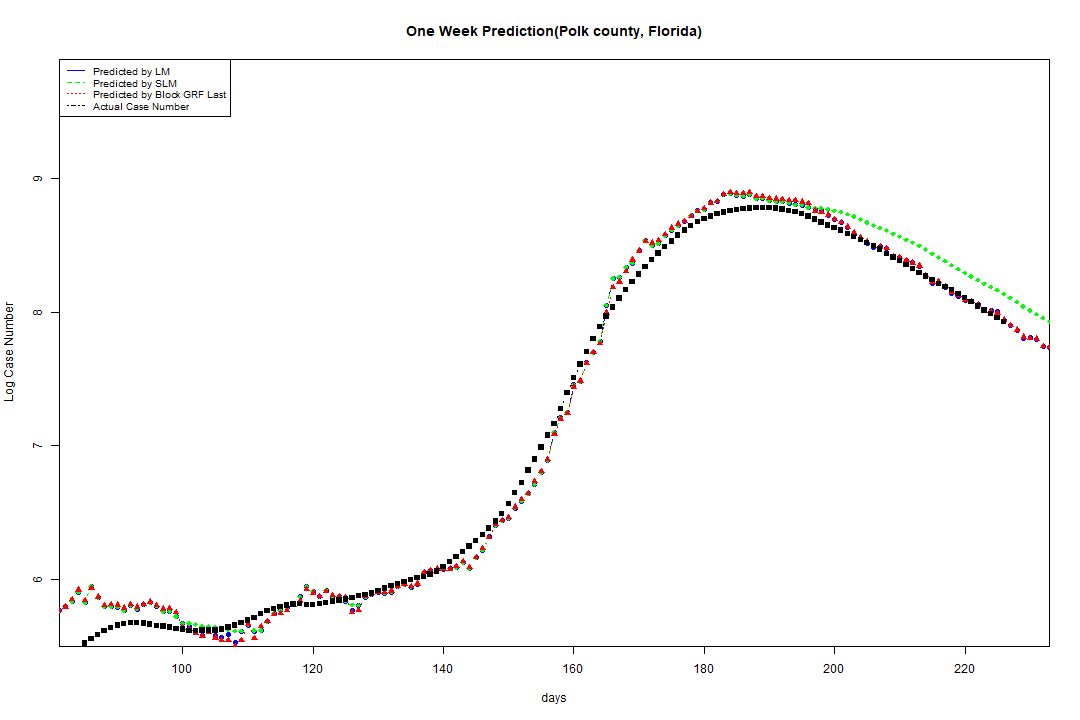 One Week Prediction(Polk county, Florida)
Predicted by LM
Predicted by SLM
Predicted by Block GRF Last
Actual Case Number
9
8
7
6
Log Case Number
100 120 140 160 180 200 220
days